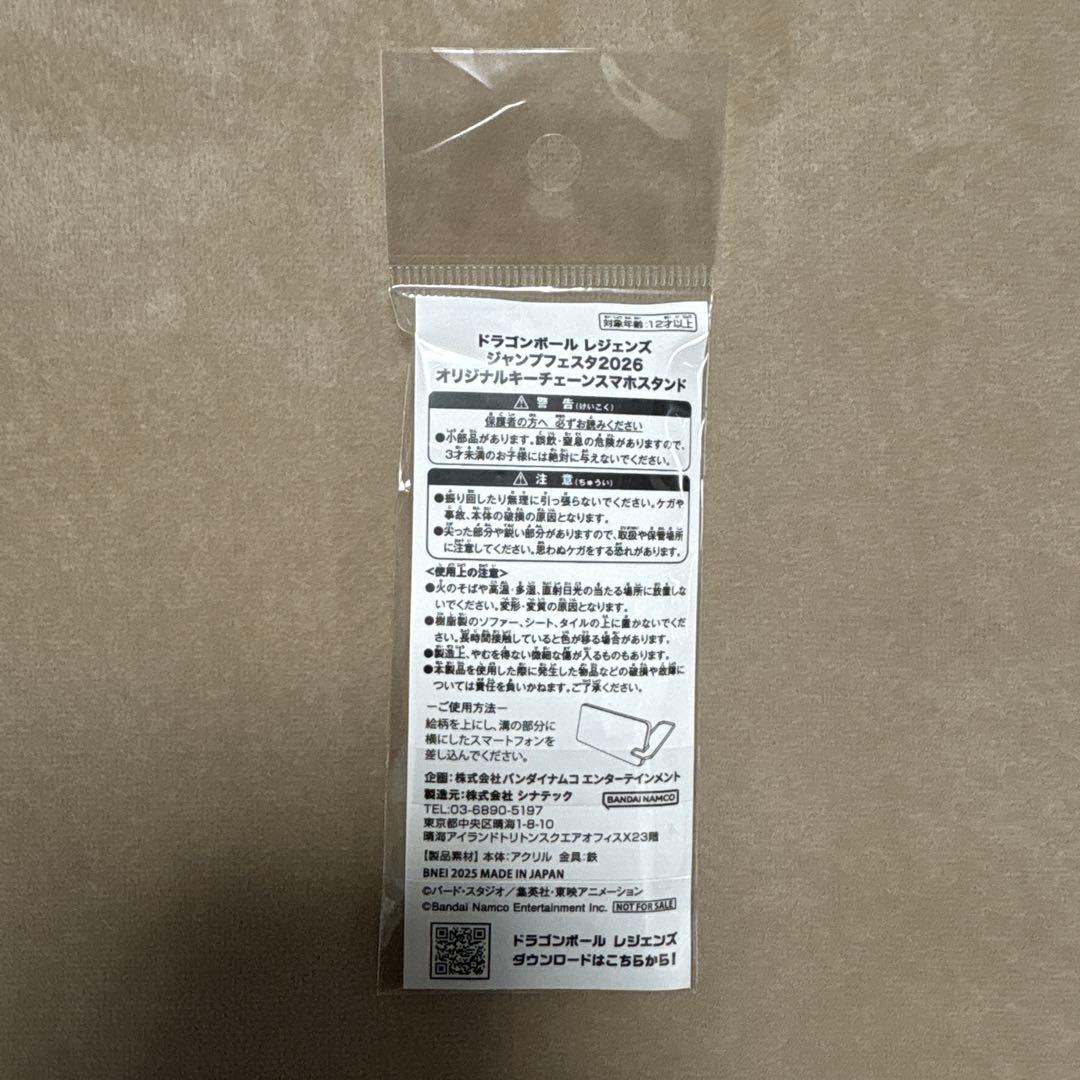 対象年齢:12才以上
ドラゴンボール レジェンズ
ジャンプフェスタ2026
オリジナルキーチェーンスマホスタンド
警告(けいこく)
保護者の方へ 必ずお読みください
●小部品があります。誤飲・窒息の危険がありますので、
3才未満のお子様には絶対に与えないでください。
注意(ちゅうい)
●振り回したり無理に引っ張らないでください。ケガや
事故、本体の破損の原因となります。
●尖った部分や鋭い部分がありますので、取扱や保管場所
に注意してください。思わぬケガをする恐れがあります。
<使用上の注意>
●火のそばや高温・多湿、直射日光の当たる場所に放置しな
いでください。変形・変質の原因となります。
●樹脂製のソファー、シート、タイルの上に置かないでくだ
さい。長時間接触していると色が移る場合があります。
●製造上、やむを得ない微細な傷が入るものもあります。
●本製品を使用した際に発生した物品などの破損や故障に
ついては責任を負いかねます。ご了承ください。
ーご使用方法ー
絵柄を上にし、溝の部分に
横にしたスマートフォンを
差し込んでください。
企画:株式会社バンダイナムコ エンターテインメント
製造元:株式会社 シナテック
BANDAI NAMCO
TEL:03-6890-5197
東京都中央区晴海1-8-10
晴海アイランドトリトンスクエアオフィスX23階
【製品素材】本体:アクリル 金具:鉄
BNEI 2025 MADE IN JAPAN
©バード・スタジオ/集英社・東映アニメーション
©Bandai Namco Entertainment Inc. NOT FOR SALE
ドラゴンボール レジェンズ
ダウンロードはこちらから!